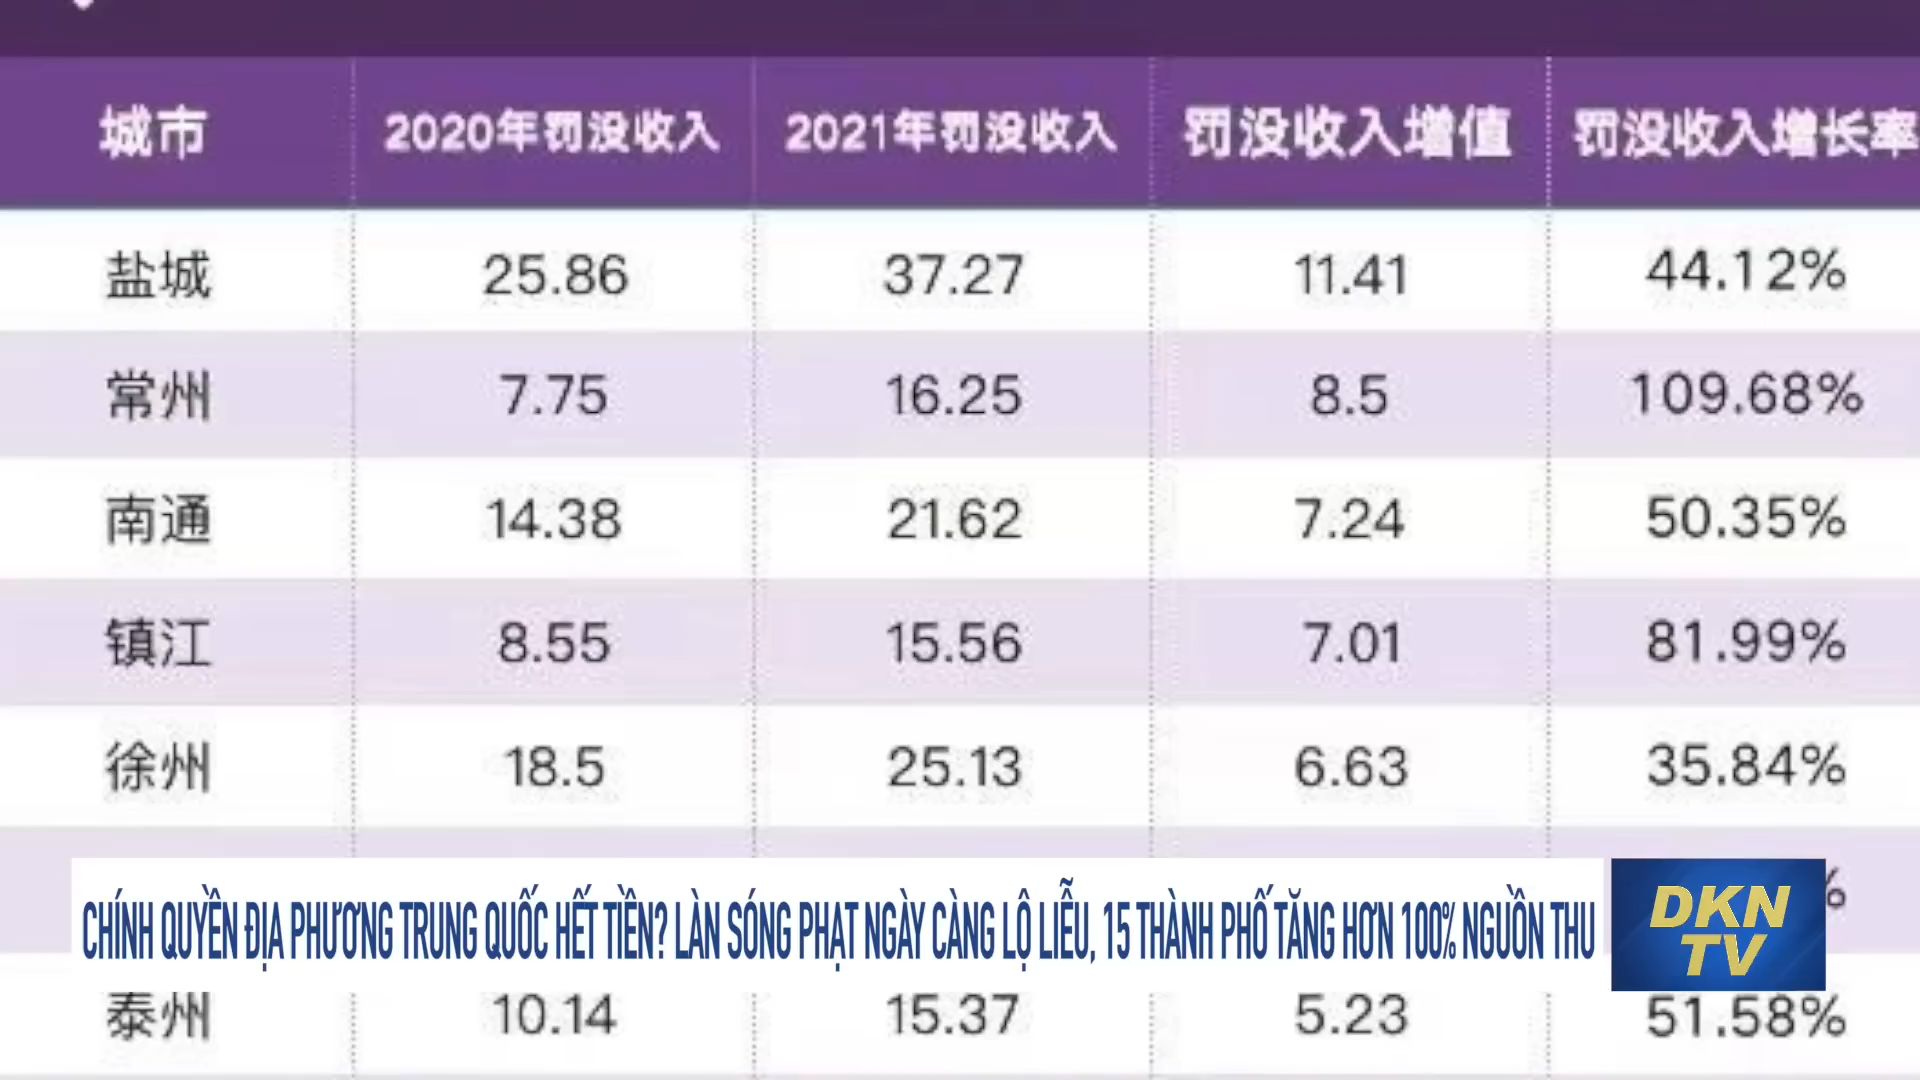 城市 2020年罚没收入 2021年罚没收入 罚没收入增值 罚没收入增长率
盐城 25.86 37.27 11.41 44.12%
常州 7.75 16.25 8.5 109.68%
南通 14.38 21.62 7.24 50.35%
镇江 8.55 15.56 7.01 81.99%
徐州 18.5 25.13 6.63 35.84%
%
CHÍNH QUYỀN ĐỊA PHƯƠNG TRUNG QUỐC HẾT TIỀN? LÀN SÓNG PHẠT NGÀY CÀNG LỘ LIỄU, 15 THÀNH PHỐ TĂNG HƠN 100% NGUỒN THU
DKN
TV
泰州 10.14 15.37 5.23 51.58%